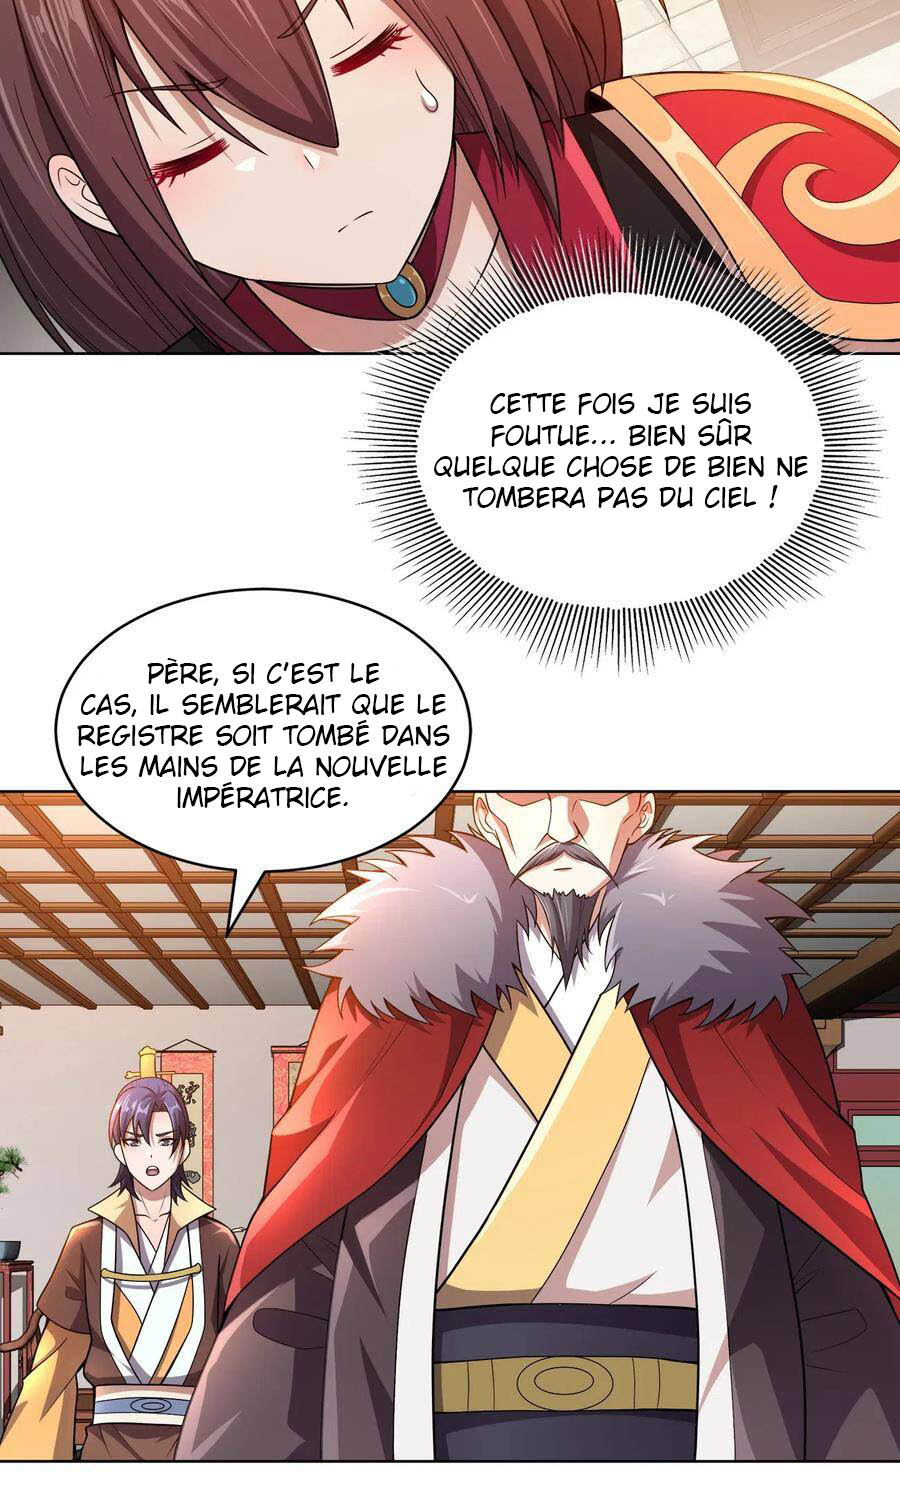 CETTE FOIS JE SUIS
FOUTUE... BIEN SÛR
QUELQUE CHOSE DE BIEN NE
TOMBERA PAS DU CIEL !
PÈRE, SI C'EST LE
CAS, IL SEMBLERAIT QUE LE
REGISTRE SOIT TOMBÉ DANS
LES MAINS DE LA NOUVELLE
IMPÉRATRICE.